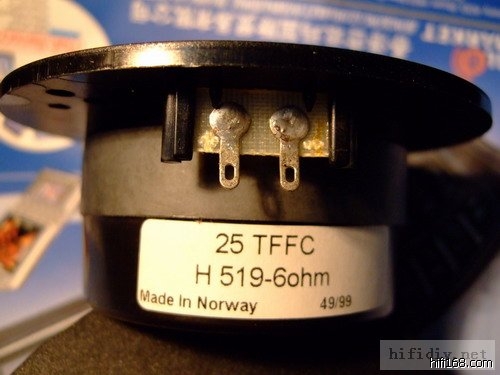 25 TFFC
H 519-6ohm
Made In Norway 49/99
hifidiy.net
hifi168.com